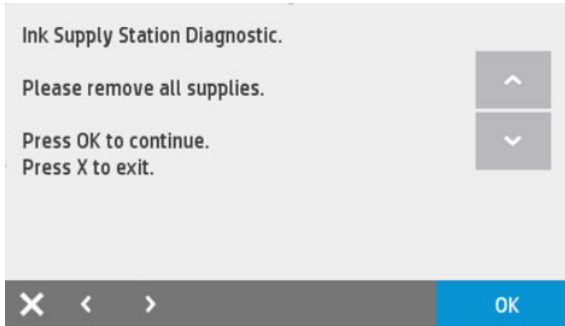 Ink Supply Station Diagnostic.
Please remove all supplies.
Press OK to continue.
Press X to exit.
OK